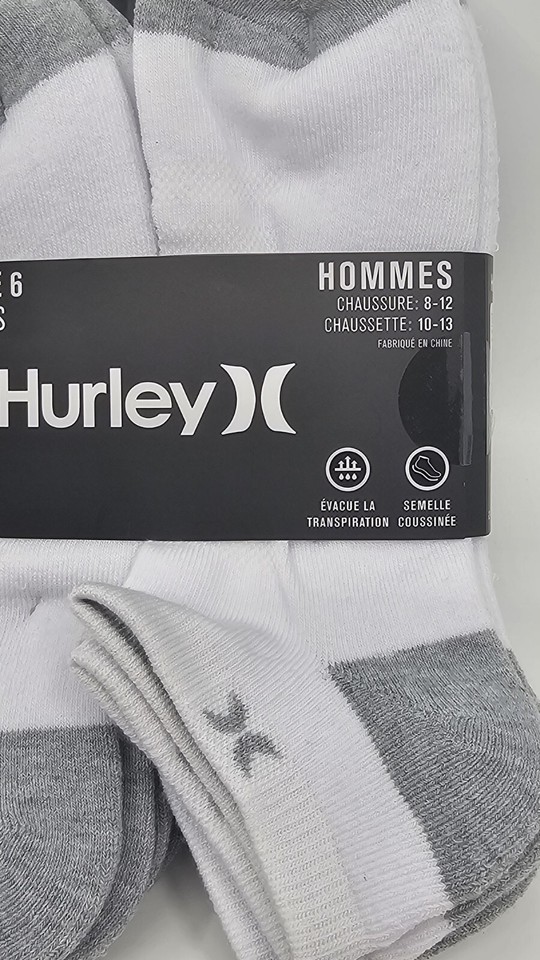 6
HOMMES
CHAUSSURE: 8-12
CHAUSSETTE: 10-13
FABRIQUÉ EN CHINE
Hurley
ÉVACUE LA
TRANSPIRATION
SEMELLE
COUSSINÉE